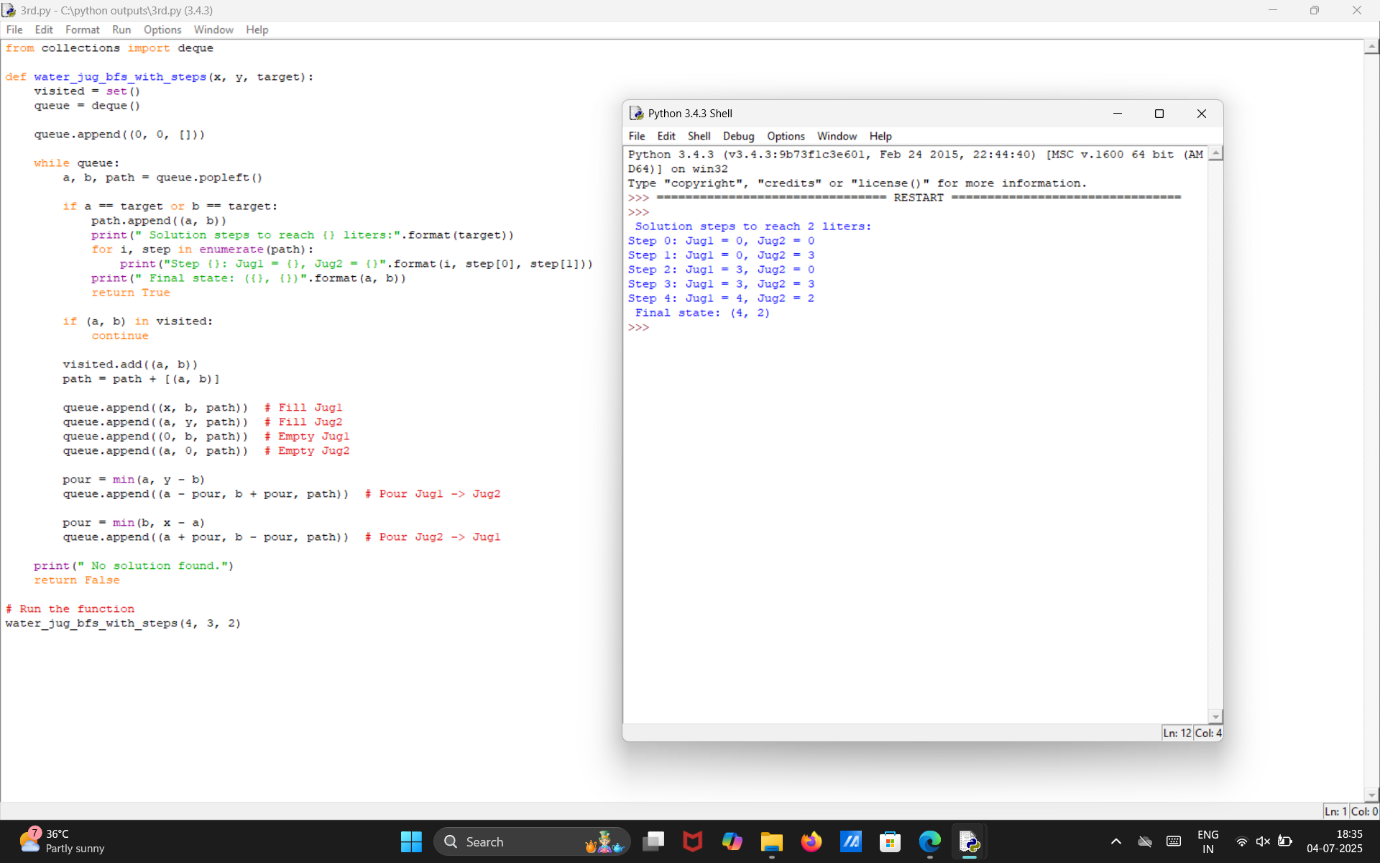 3rd.py - C:\python outputs\3rd.py (3.4.3)
File Edit Format Run Options Window Help
from collections import deque
def water_jug_bfs_with_steps(x, y, target):
    visited = set()
    queue = deque()
    queue.append((0, 0, []))
    while queue:
        a, b, path = queue.popleft()
        if a == target or b == target:
            path.append((a, b))
            print(" Solution steps to reach {} liters:".format(target))
            for i, step in enumerate(path):
                print("Step {}: Jug1 = {}, Jug2 = {}".format(i, step[0], step[1]))
            print(" Final state: ({}, {})".format(a, b))
            return True
        if (a, b) in visited:
            continue
        visited.add((a, b))
        path = path + [(a, b)]
        queue.append((x, b, path))  # Fill Jug1
        queue.append((a, y, path))  # Fill Jug2
        queue.append((0, b, path))  # Empty Jug1
        queue.append((a, 0, path))  # Empty Jug2
        pour = min(a, y - b)
        queue.append((a - pour, b + pour, path))  # Pour Jug1 -> Jug2
        pour = min(b, x - a)
        queue.append((a + pour, b - pour, path))  # Pour Jug2 -> Jug1
    print(" No solution found.")
    return False
# Run the function
water_jug_bfs_with_steps(4, 3, 2)
Python 3.4.3 Shell
File Edit Shell Debug Options Window Help
Python 3.4.3 (v3.4.3:9b73f1c3e601, Feb 24 2015, 22:44:40) [MSC v.1600 64 bit (AM
D64)] on win32
Type "copyright", "credits" or "license()" for more information.
>>> ================================ RESTART ================================
>>>
 Solution steps to reach 2 liters:
Step 0: Jug1 = 0, Jug2 = 0
Step 1: Jug1 = 0, Jug2 = 3
Step 2: Jug1 = 3, Jug2 = 0
Step 3: Jug1 = 3, Jug2 = 3
Step 4: Jug1 = 4, Jug2 = 2
 Final state: (4, 2)
>>>
Ln: 12 Col: 4
Ln: 1 Col: 0
7
36°C
Partly sunny
Search
ENG
IN
18:35
04-07-2025